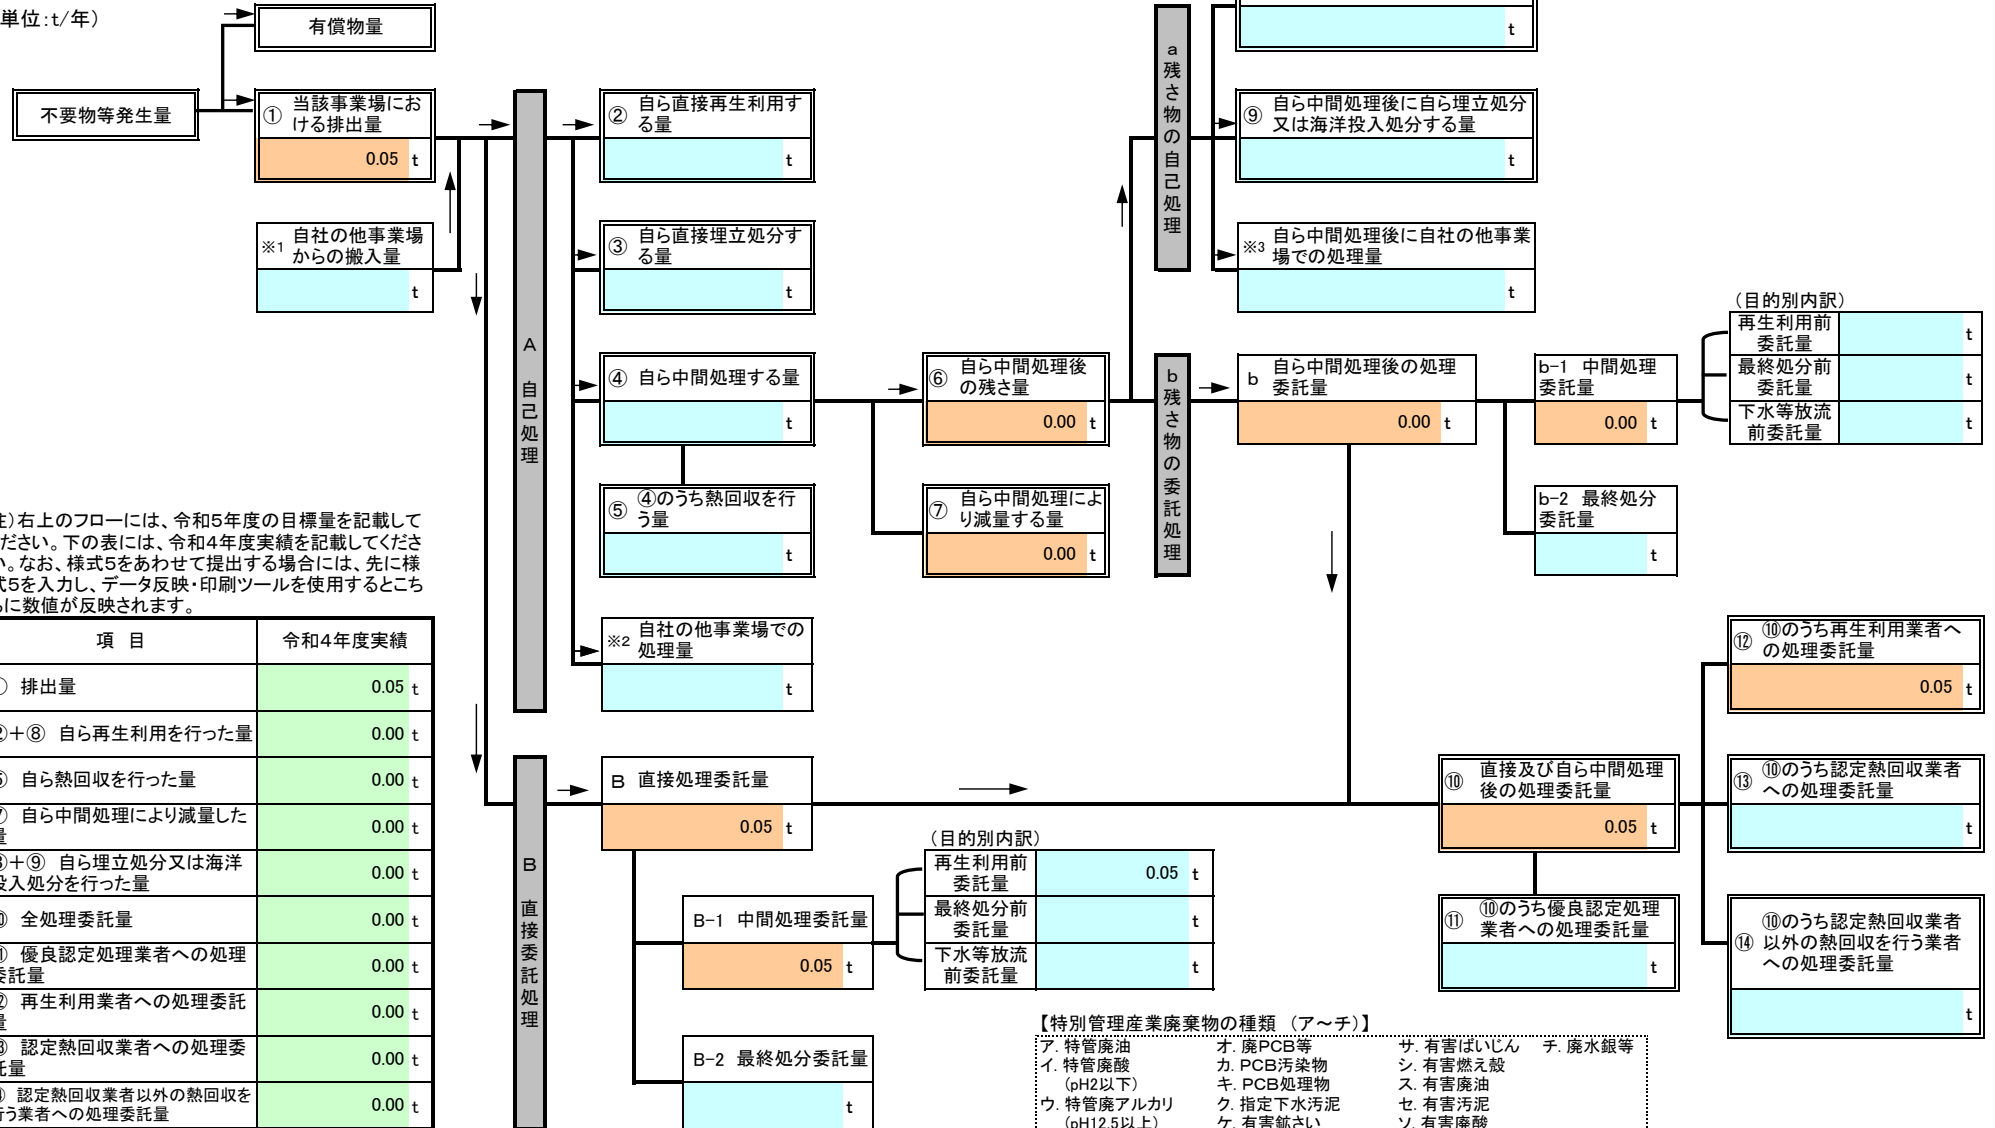 単位：t/年）
有償物量
不要物等発生量
① 当該事業場にお
ける排出量
0.05 t
※1 自社の他事業場
からの搬入量
t
A 自己処理
② 自ら直接再生利用す
る量
t
③ 自ら直接埋立処分す
る量
t
④ 自ら中間処理する量
t
⑤ ④のうち熱回収を行
う量
t
※2 自社の他事業場での
処理量
t
⑥ 自ら中間処理後
の残さ量
0.00 t
⑦ 自ら中間処理によ
り減量する量
0.00 t
a 残さ物の自己処理
t
⑨ 自ら中間処理後に自ら埋立処分
又は海洋投入処分する量
t
※3 自ら中間処理後に自社の他事業
場での処理量
t
b 残さ物の委託処理
b 自ら中間処理後の処理
委託量
0.00 t
b-1 中間処理
委託量
0.00 t
b-2 最終処分
委託量
t
（目的別内訳）
再生利用前
委託量
t
最終処分前
委託量
t
下水等放流
前委託量
t
注）右上のフローには、令和5年度の目標量を記載して
ください。下の表には、令和4年度実績を記載してくださ
い。なお、様式5をあわせて提出する場合には、先に様
式5を入力し、データ反映・印刷ツールを使用するとこち
らに数値が反映されます。
項 目 令和4年度実績
排出量 0.05 t
②＋⑧ 自ら再生利用を行った量 0.00 t
⑤ 自ら熱回収を行った量 0.00 t
⑦ 自ら中間処理により減量した
量 0.00 t
③＋⑨ 自ら埋立処分又は海洋
投入処分を行った量 0.00 t
⑩ 全処理委託量 0.00 t
⑪ 優良認定処理業者への処理
委託量 0.00 t
⑫ 再生利用業者への処理委託
量 0.00 t
⑬ 認定熱回収業者への処理委
託量 0.00 t
⑭ 認定熱回収業者以外の熱回収を
行う業者への処理委託量 0.00 t
B 直接委託処理
B 直接処理委託量
0.05 t
B-1 中間処理委託量
0.05 t
B-2 最終処分委託量
t
（目的別内訳）
再生利用前
委託量
0.05 t
最終処分前
委託量
t
下水等放流
前委託量
t
⑩ 直接及び自ら中間処理
後の処理委託量
0.05 t
⑪ ⑩のうち優良認定処理
業者への処理委託量
t
⑫ ⑩のうち再生利用業者へ
の処理委託量
0.05 t
⑬ ⑩のうち認定熱回収業者
への処理委託量
t
⑭ ⑩のうち認定熱回収業者
以外の熱回収を行う業者
への処理委託量
t
【特別管理産業廃棄物の種類 （ア～チ）】
ア. 特管廃油 オ. 廃PCB等 サ. 有害ばいじん チ. 廃水銀等
イ. 特管廃酸 カ. PCB汚染物 シ. 有害燃え殻
（pH2以下） キ. PCB処理物 ス. 有害廃油
ウ. 特管廃アルカリ ク. 指定下水汚泥 セ. 有害汚泥
（pH12.5以上） ケ. 有害鉱さい ソ. 有害廃酸